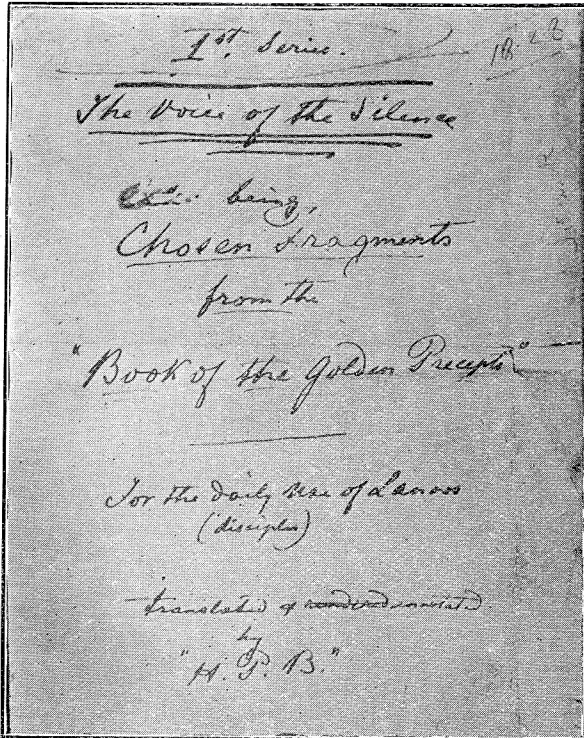 1st. Series.
The Voice of the Silence
being,
Chosen Fragments
from the
"Book of the Golden Precepts"
For the daily use of Lanoos
(disciples)
translated & annotated
by
"H. P. B."